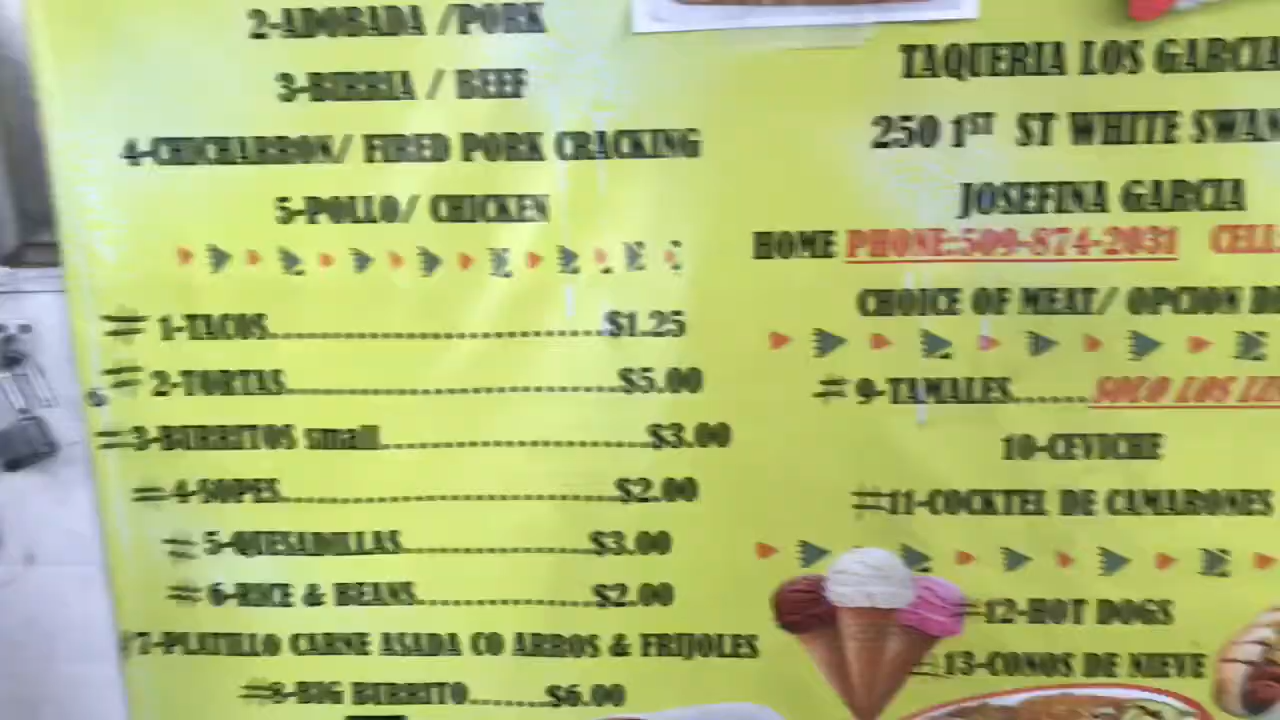 2-ADOBADA /PORK
3-BIRRIA / BEEF
4-CHICHARRON/ FIRED PORK CRACKING
5-POLLO/ CHICKEN
# 1-TACOS..............................$1.25
# 2-TORTAS..............................$5.00
#3-BURRITOS small........................$3.00
#4-SOPES..............................$2.00
# 5-QUESADILLAS.................$3.00
# 6-RICE & BEANS................$2.00
#7-PLATILLO CARNE ASADA CO ARROS & FRIJOLES
#8-BIG BURRITO........$6.00
TAQUERIA LOS GARCIA
250 1ST ST WHITE SWAN
JOSEFINA GARCIA
HOME PHONE:509-874-2031 CELL:
CHOICE OF MEAT/ OPCION
# 9-TAMALES...... SOLO LOS
10-CEVICHE
#11-COCKTEL DE CAMARONES
#12-HOT DOGS
#13-CONOS DE NIEVE